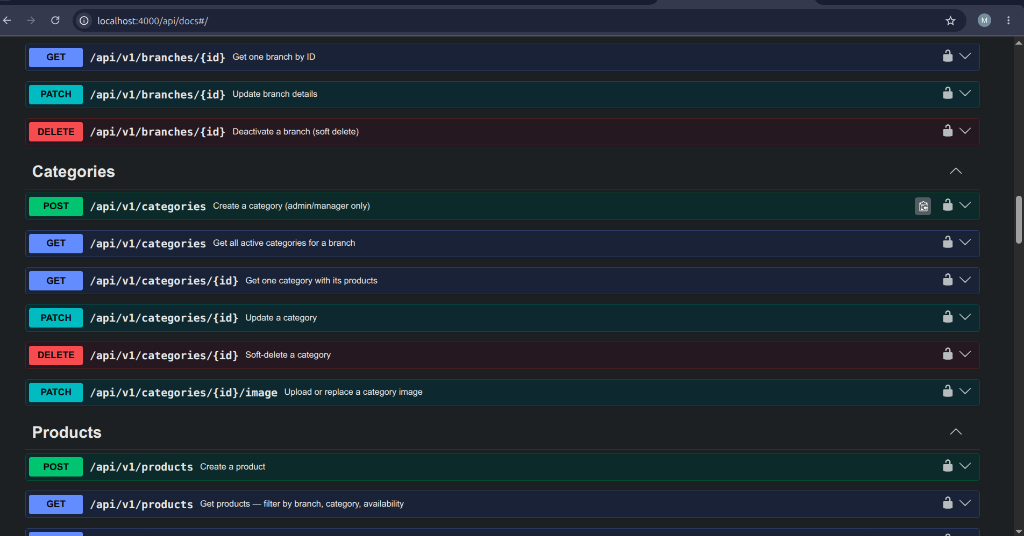 localhost:4000/api/docs#/
M
GET /api/v1/branches/{id} Get one branch by ID
PATCH /api/v1/branches/{id} Update branch details
DELETE /api/v1/branches/{id} Deactivate a branch (soft delete)
Categories
POST /api/v1/categories Create a category (admin/manager only)
GET /api/v1/categories Get all active categories for a branch
GET /api/v1/categories/{id} Get one category with its products
PATCH /api/v1/categories/{id} Update a category
DELETE /api/v1/categories/{id} Soft-delete a category
PATCH /api/v1/categories/{id}/image Upload or replace a category image
Products
POST /api/v1/products Create a product
GET /api/v1/products Get products — filter by branch, category, availability